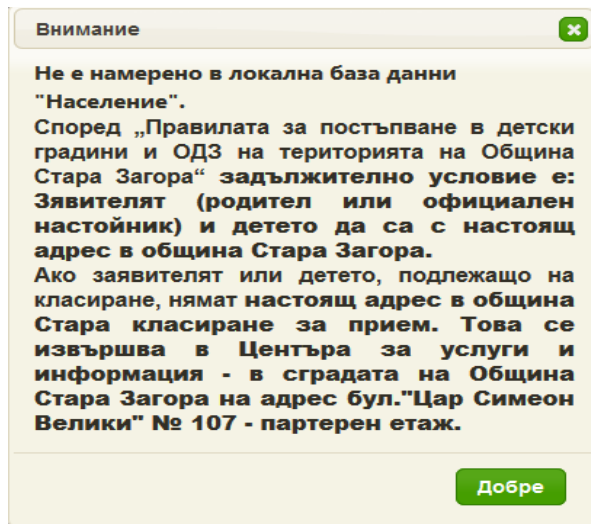 Внимание
Не е намерено в локална база данни
"Население".
Според „Правилата за постъпване в детски
градини и ОДЗ на територията на Община
Стара Загора“ задължително условие е:
Зявителят (родител или официален
настойник) и детето да са с настоящ
адрес в община Стара Загора.
Ако заявителят или детето, подлежащо на
класиране, нямат настоящ адрес в община
Стара класиране за прием. Това се
извършва в Центъра за услуги и
информация - в сградата на Община
Стара Загора на адрес бул."Цар Симеон
Велики" № 107 - партерен етаж.
Добре